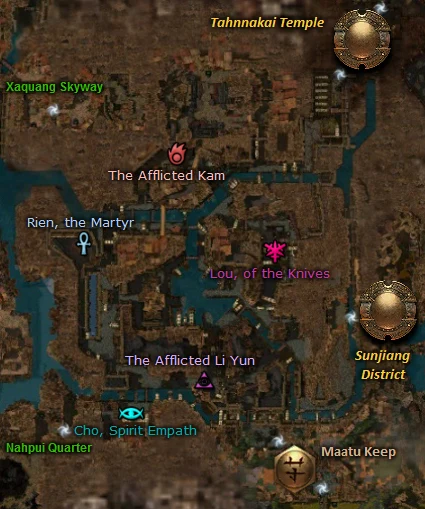 Tahnnakai Temple
Xaquang Skyway
The Afflicted Kam
Rien, the Martyr
Lou, of the Knives
Sunjiang
District
The Afflicted Li Yun
Cho, Spirit Empath
Nahpui Quarter
Maatu Keep